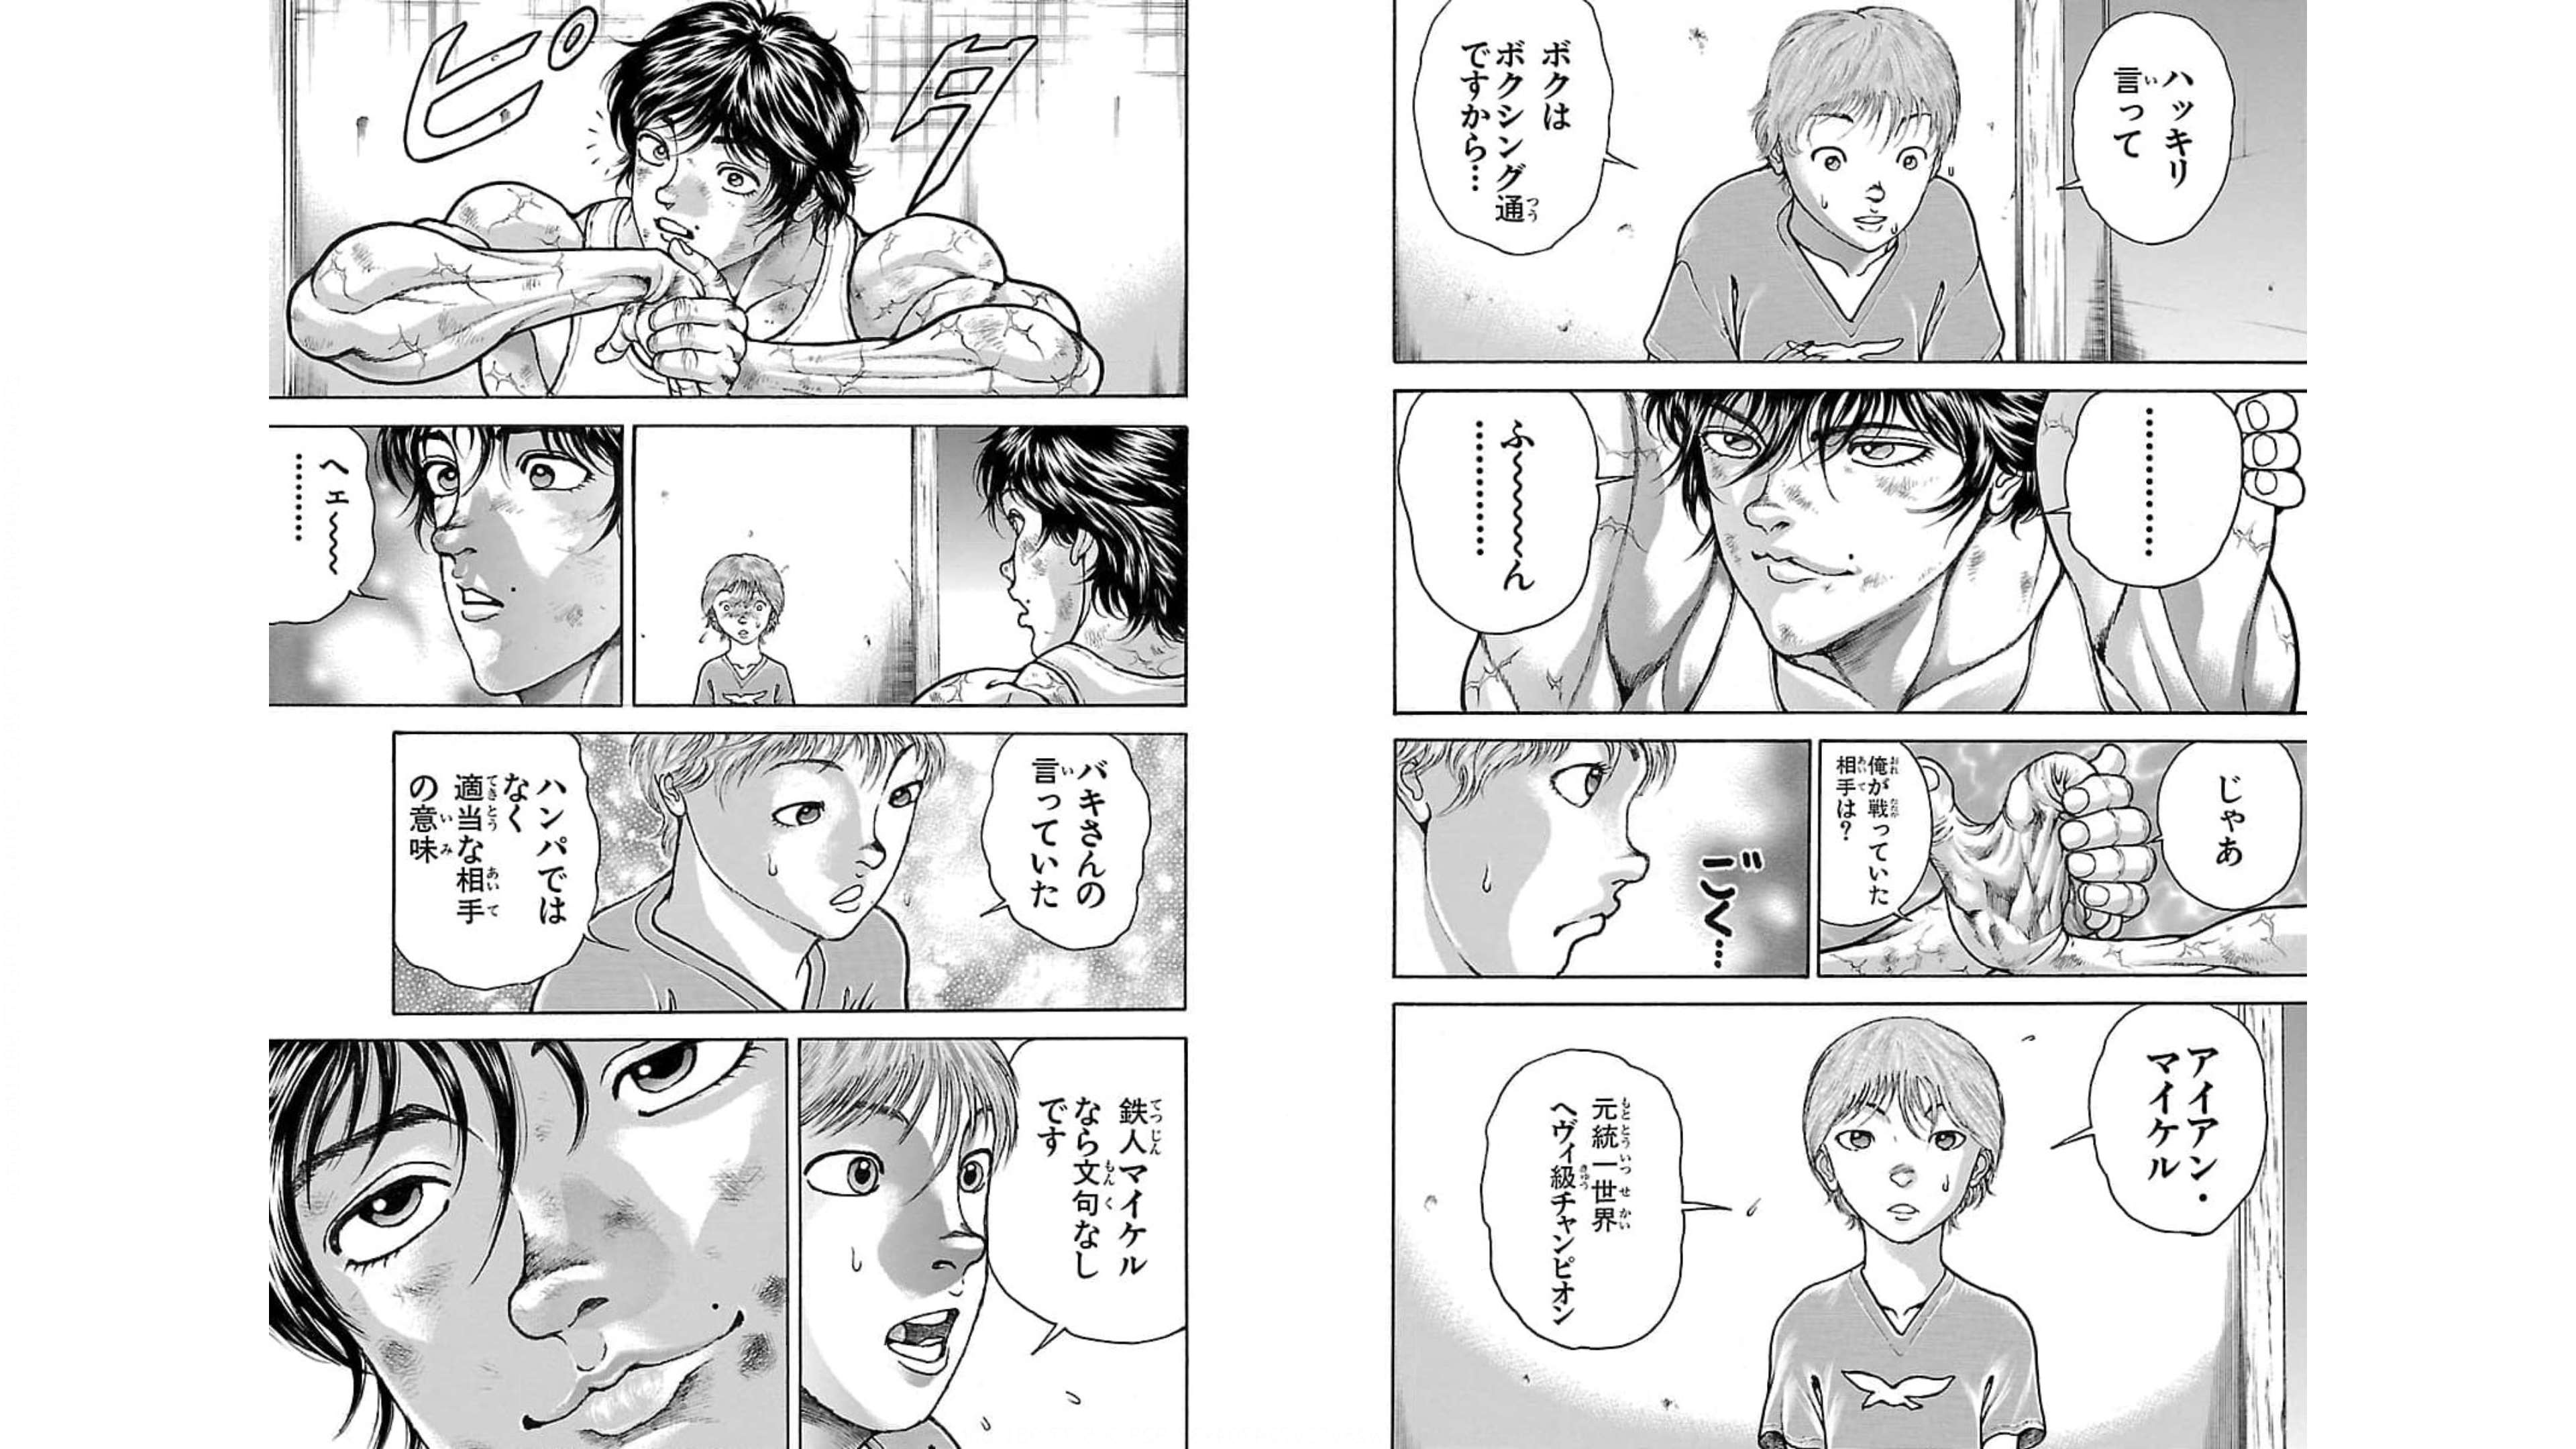 ハッキリ
言って
ボクは
ボクシング通
ですから…
…………
ふ～～～～ん
…………
じゃあ
俺が戦っていた
相手は？
ごく…
アイアン・
マイケル
元統一世界
ヘヴィ級チャンピオン
ピタ
ヘェ～～～
………
バキさんの
言っていた
ハンパでは
なく
適当な相手
の意味
鉄人マイケル
なら文句なし
です